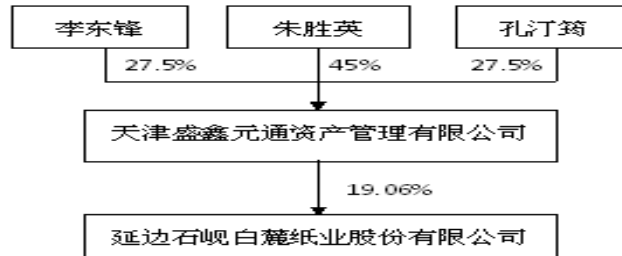 李东锋 朱胜英 孔汀筠
27.5% 45% 27.5%
天津盛鑫元通资产管理有限公司
19.06%
延边石岘白麓纸业股份有限公司